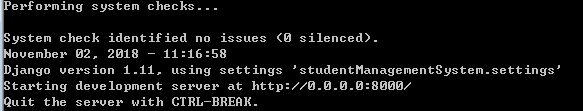 Performing system checks...
System check identified no issues (0 silenced).
November 02, 2018 - 11:16:58
Django version 1.11, using settings 'studentManagementSystem.settings'
Starting development server at http://0.0.0.0:8000/
Quit the server with CTRL-BREAK.